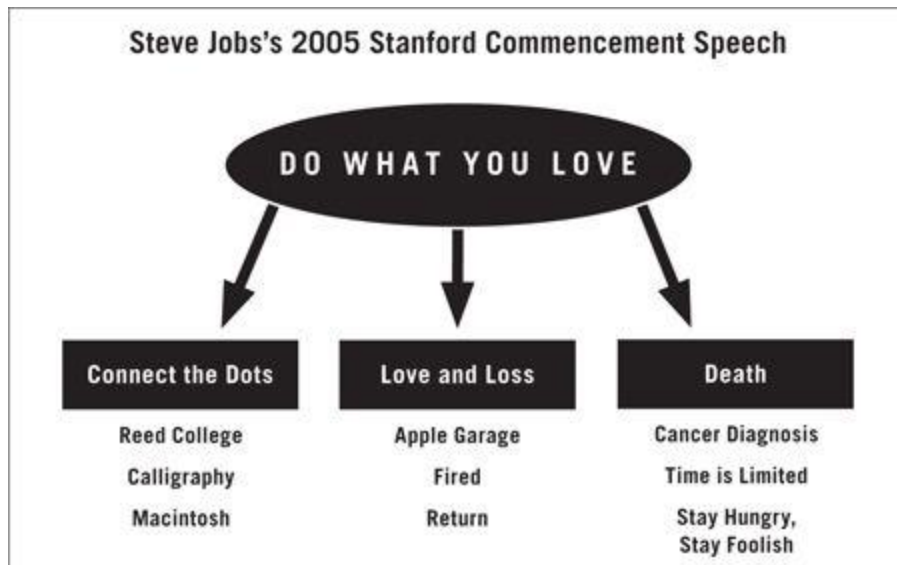 Steve Jobs's 2005 Stanford Commencement Speech
DO WHAT YOU LOVE
Connect the Dots
Reed College
Calligraphy
Macintosh
Love and Loss
Apple Garage
Fired
Return
Death
Cancer Diagnosis
Time is Limited
Stay Hungry,
Stay Foolish